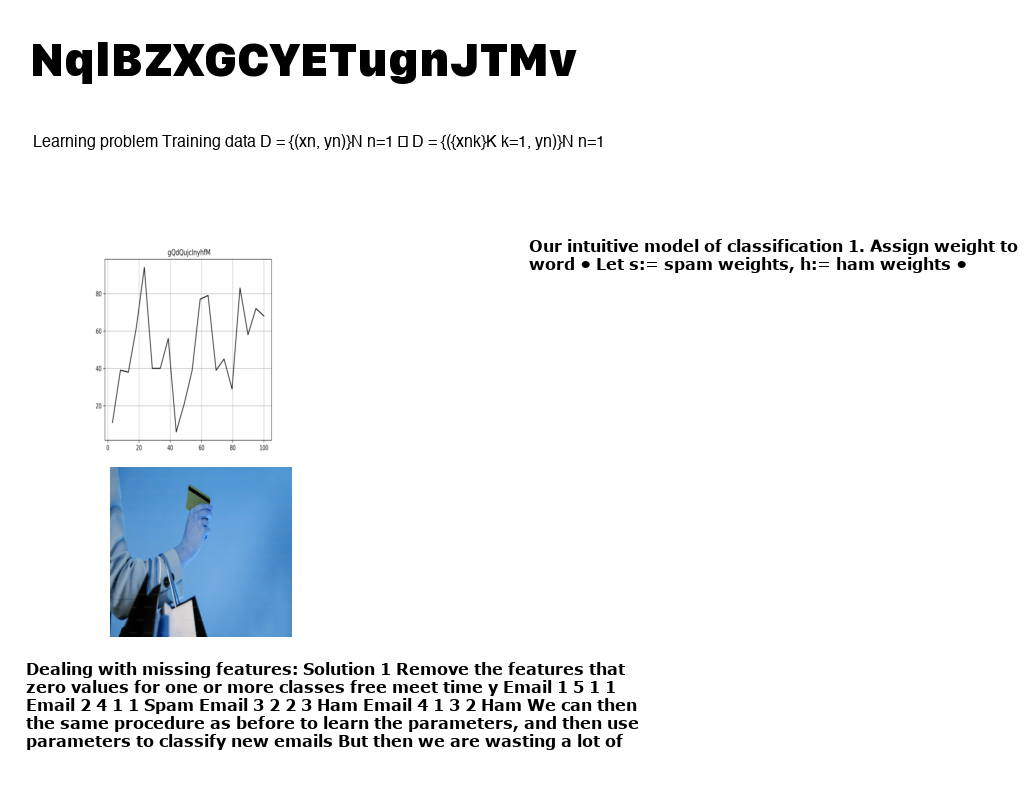 NqlBZXGCYETugnJTMv
Learning problem Training data D = {(xn, yn)}N n=1 □ D = {({xnk}K k=1, yn)}N n=1
Our intuitive model of classification 1. Assign weight to
word ● Let s:= spam weights, h:= ham weights ●
gQdQujcInyhfM
80
60
40
20
0 20 40 60 80 100
Dealing with missing features: Solution 1 Remove the features that
zero values for one or more classes free meet time y Email 1 5 1 1
Email 2 4 1 1 Spam Email 3 2 2 3 Ham Email 4 1 3 2 Ham We can then
the same procedure as before to learn the parameters, and then use
parameters to classify new emails But then we are wasting a lot of